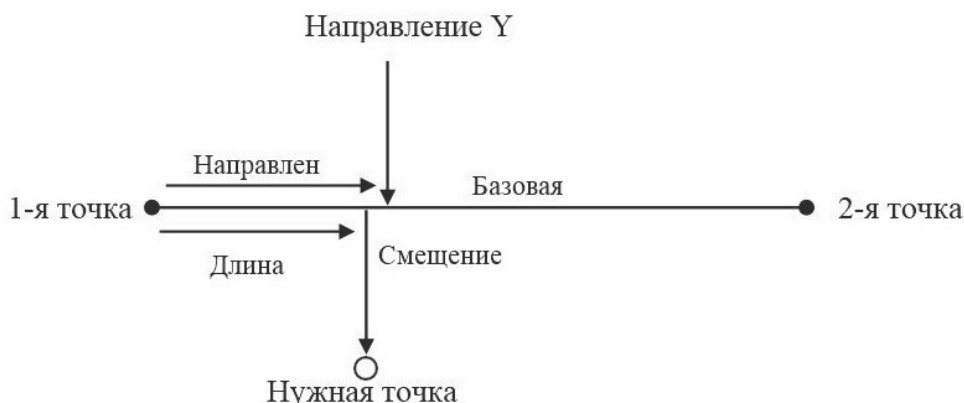 Направление Y
Направлен
Базовая
1-я точка
2-я точка
Длина
Смещение
Нужная точка